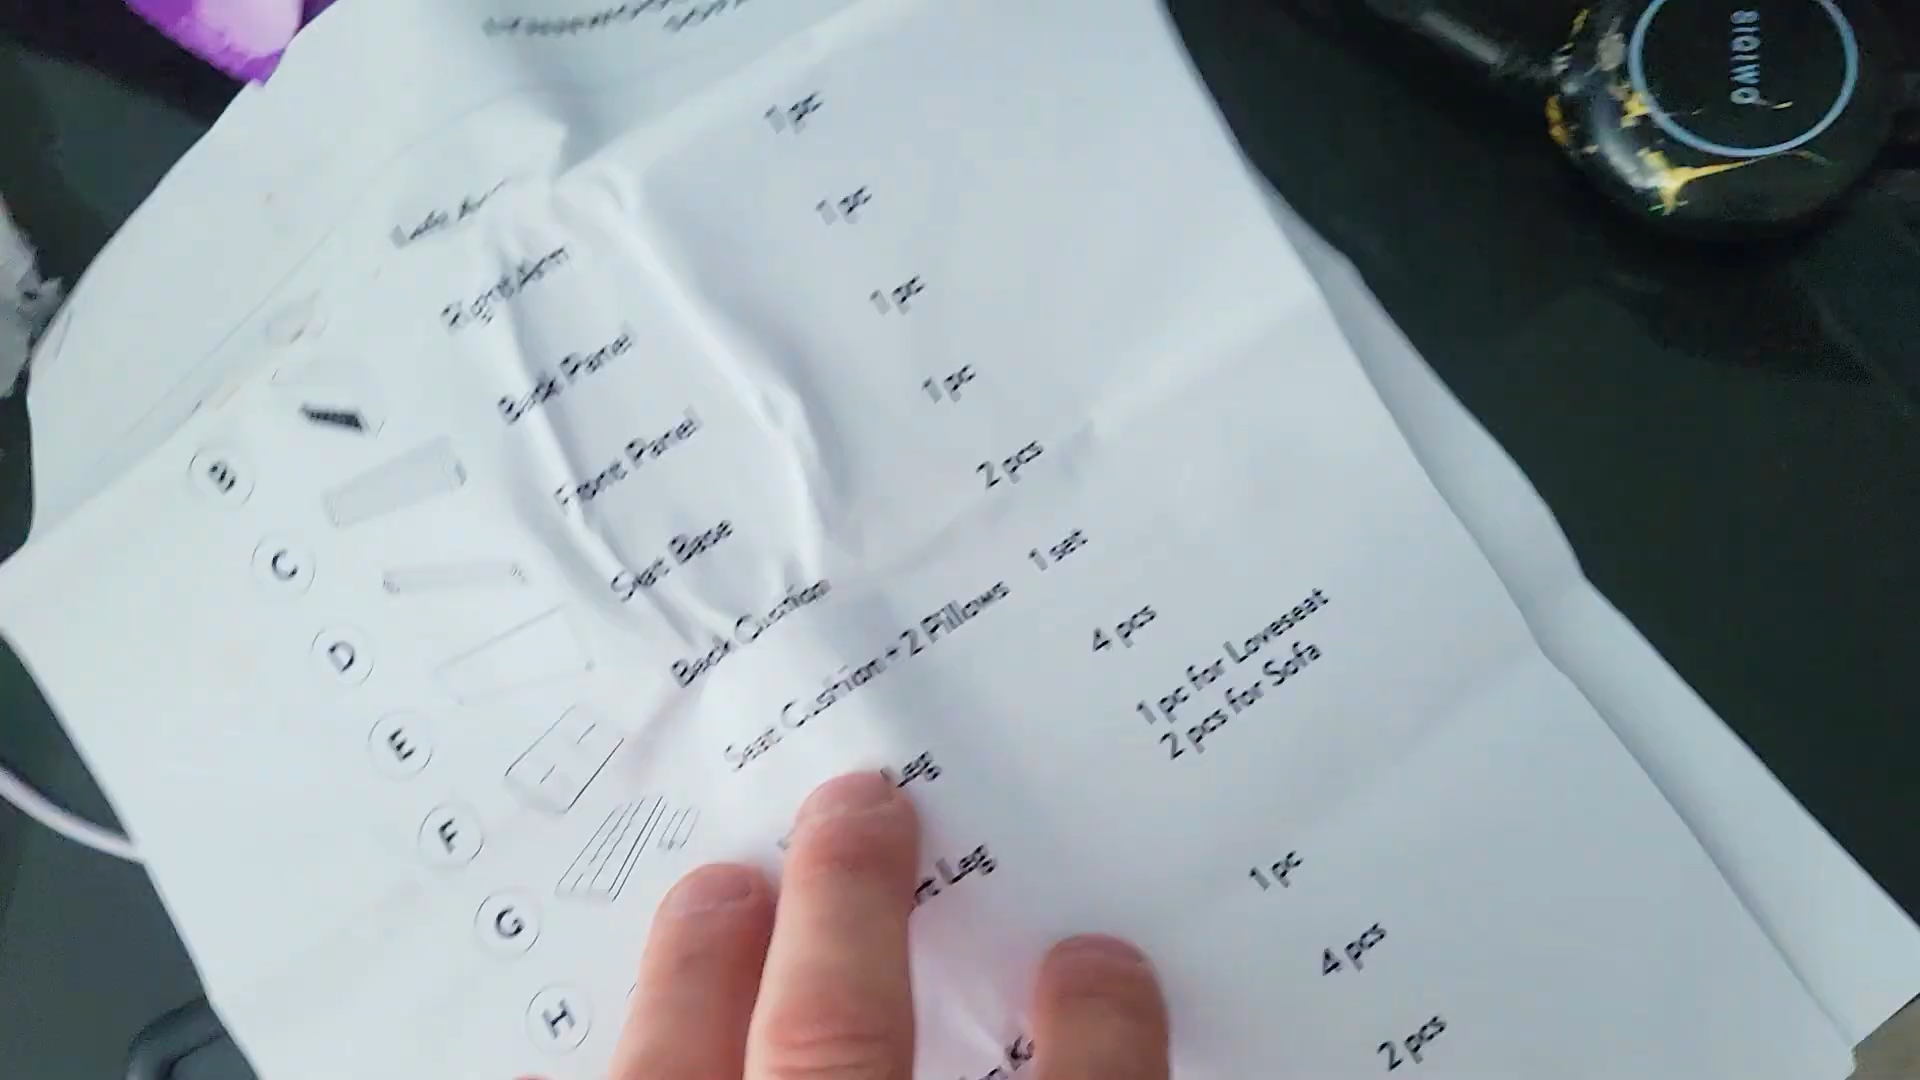 1 pc
Right Arm
1 pc
B
Back Panel
1 pc
C
Front Panel
1 pc
D
Seat Base
2 pcs
E
Back Cushion
1 set
F
Seat Cushion + 2 Pillows
4 pcs
G
Leg
1 pc for Loveseat
2 pcs for Sofa
H
Leg
1 pc
4 pcs
2 pcs